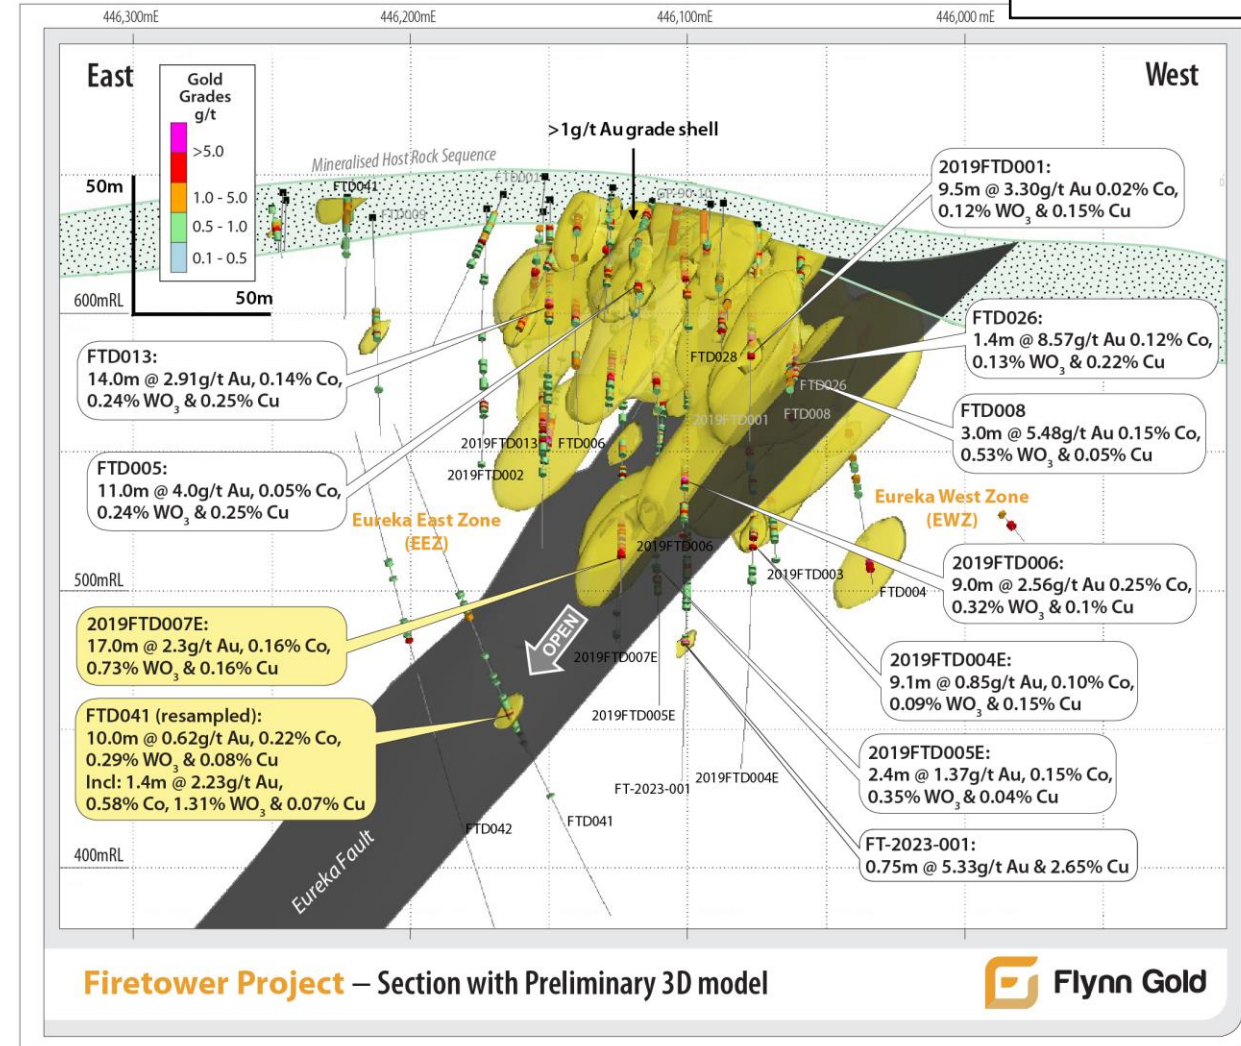 446,300mE
446,200mE
446,100mE
446,000 mE
East
West
Gold
Grades
g/t
>5.0
1.0 - 5.0
0.5 - 1.0
0.1 - 0.5
50m
50m
600mRL
500mRL
400mRL
Mineralised Host Rock Sequence
>1g/t Au grade shell
FTD041
FTD009
FTD001
2019FTD001:
9.5m @ 3.30g/t Au 0.02% Co,
0.12% WO₃ & 0.15% Cu
FTD026:
1.4m @ 8.57g/t Au 0.12% Co,
0.13% WO₃ & 0.22% Cu
FTD013:
14.0m @ 2.91g/t Au, 0.14% Co,
0.24% WO₃ & 0.25% Cu
FTD028
FTD026
FTD008
2019FTD001
FTD008
3.0m @ 5.48g/t Au 0.15% Co,
0.53% WO₃ & 0.05% Cu
2019FTD013
FTD006
2019FTD002
FTD005:
11.0m @ 4.0g/t Au, 0.05% Co,
0.24% WO₃ & 0.25% Cu
Eureka East Zone
(EEZ)
Eureka West Zone
(EWZ)
2019FTD006
2019FTD003
FTD004
2019FTD006:
9.0m @ 2.56g/t Au 0.25% Co,
0.32% WO₃ & 0.1% Cu
2019FTD007E:
17.0m @ 2.3g/t Au, 0.16% Co,
0.73% WO₃ & 0.16% Cu
OPEN
2019FTD007E
2019FTD004E:
9.1m @ 0.85g/t Au, 0.10% Co,
0.09% WO₃ & 0.15% Cu
FTD041 (resampled):
10.0m @ 0.62g/t Au, 0.22% Co,
0.29% WO₃ & 0.08% Cu
Incl: 1.4m @ 2.23g/t Au,
0.58% Co, 1.31% WO₃ & 0.07% Cu
2019FTD005E
2019FTD005E:
2.4m @ 1.37g/t Au, 0.15% Co,
0.35% WO₃ & 0.04% Cu
FT-2023-001
2019FTD004E
FTD042
FTD041
FT-2023-001:
0.75m @ 5.33g/t Au & 2.65% Cu
Eureka Fault
Firetower Project – Section with Preliminary 3D model
Flynn Gold